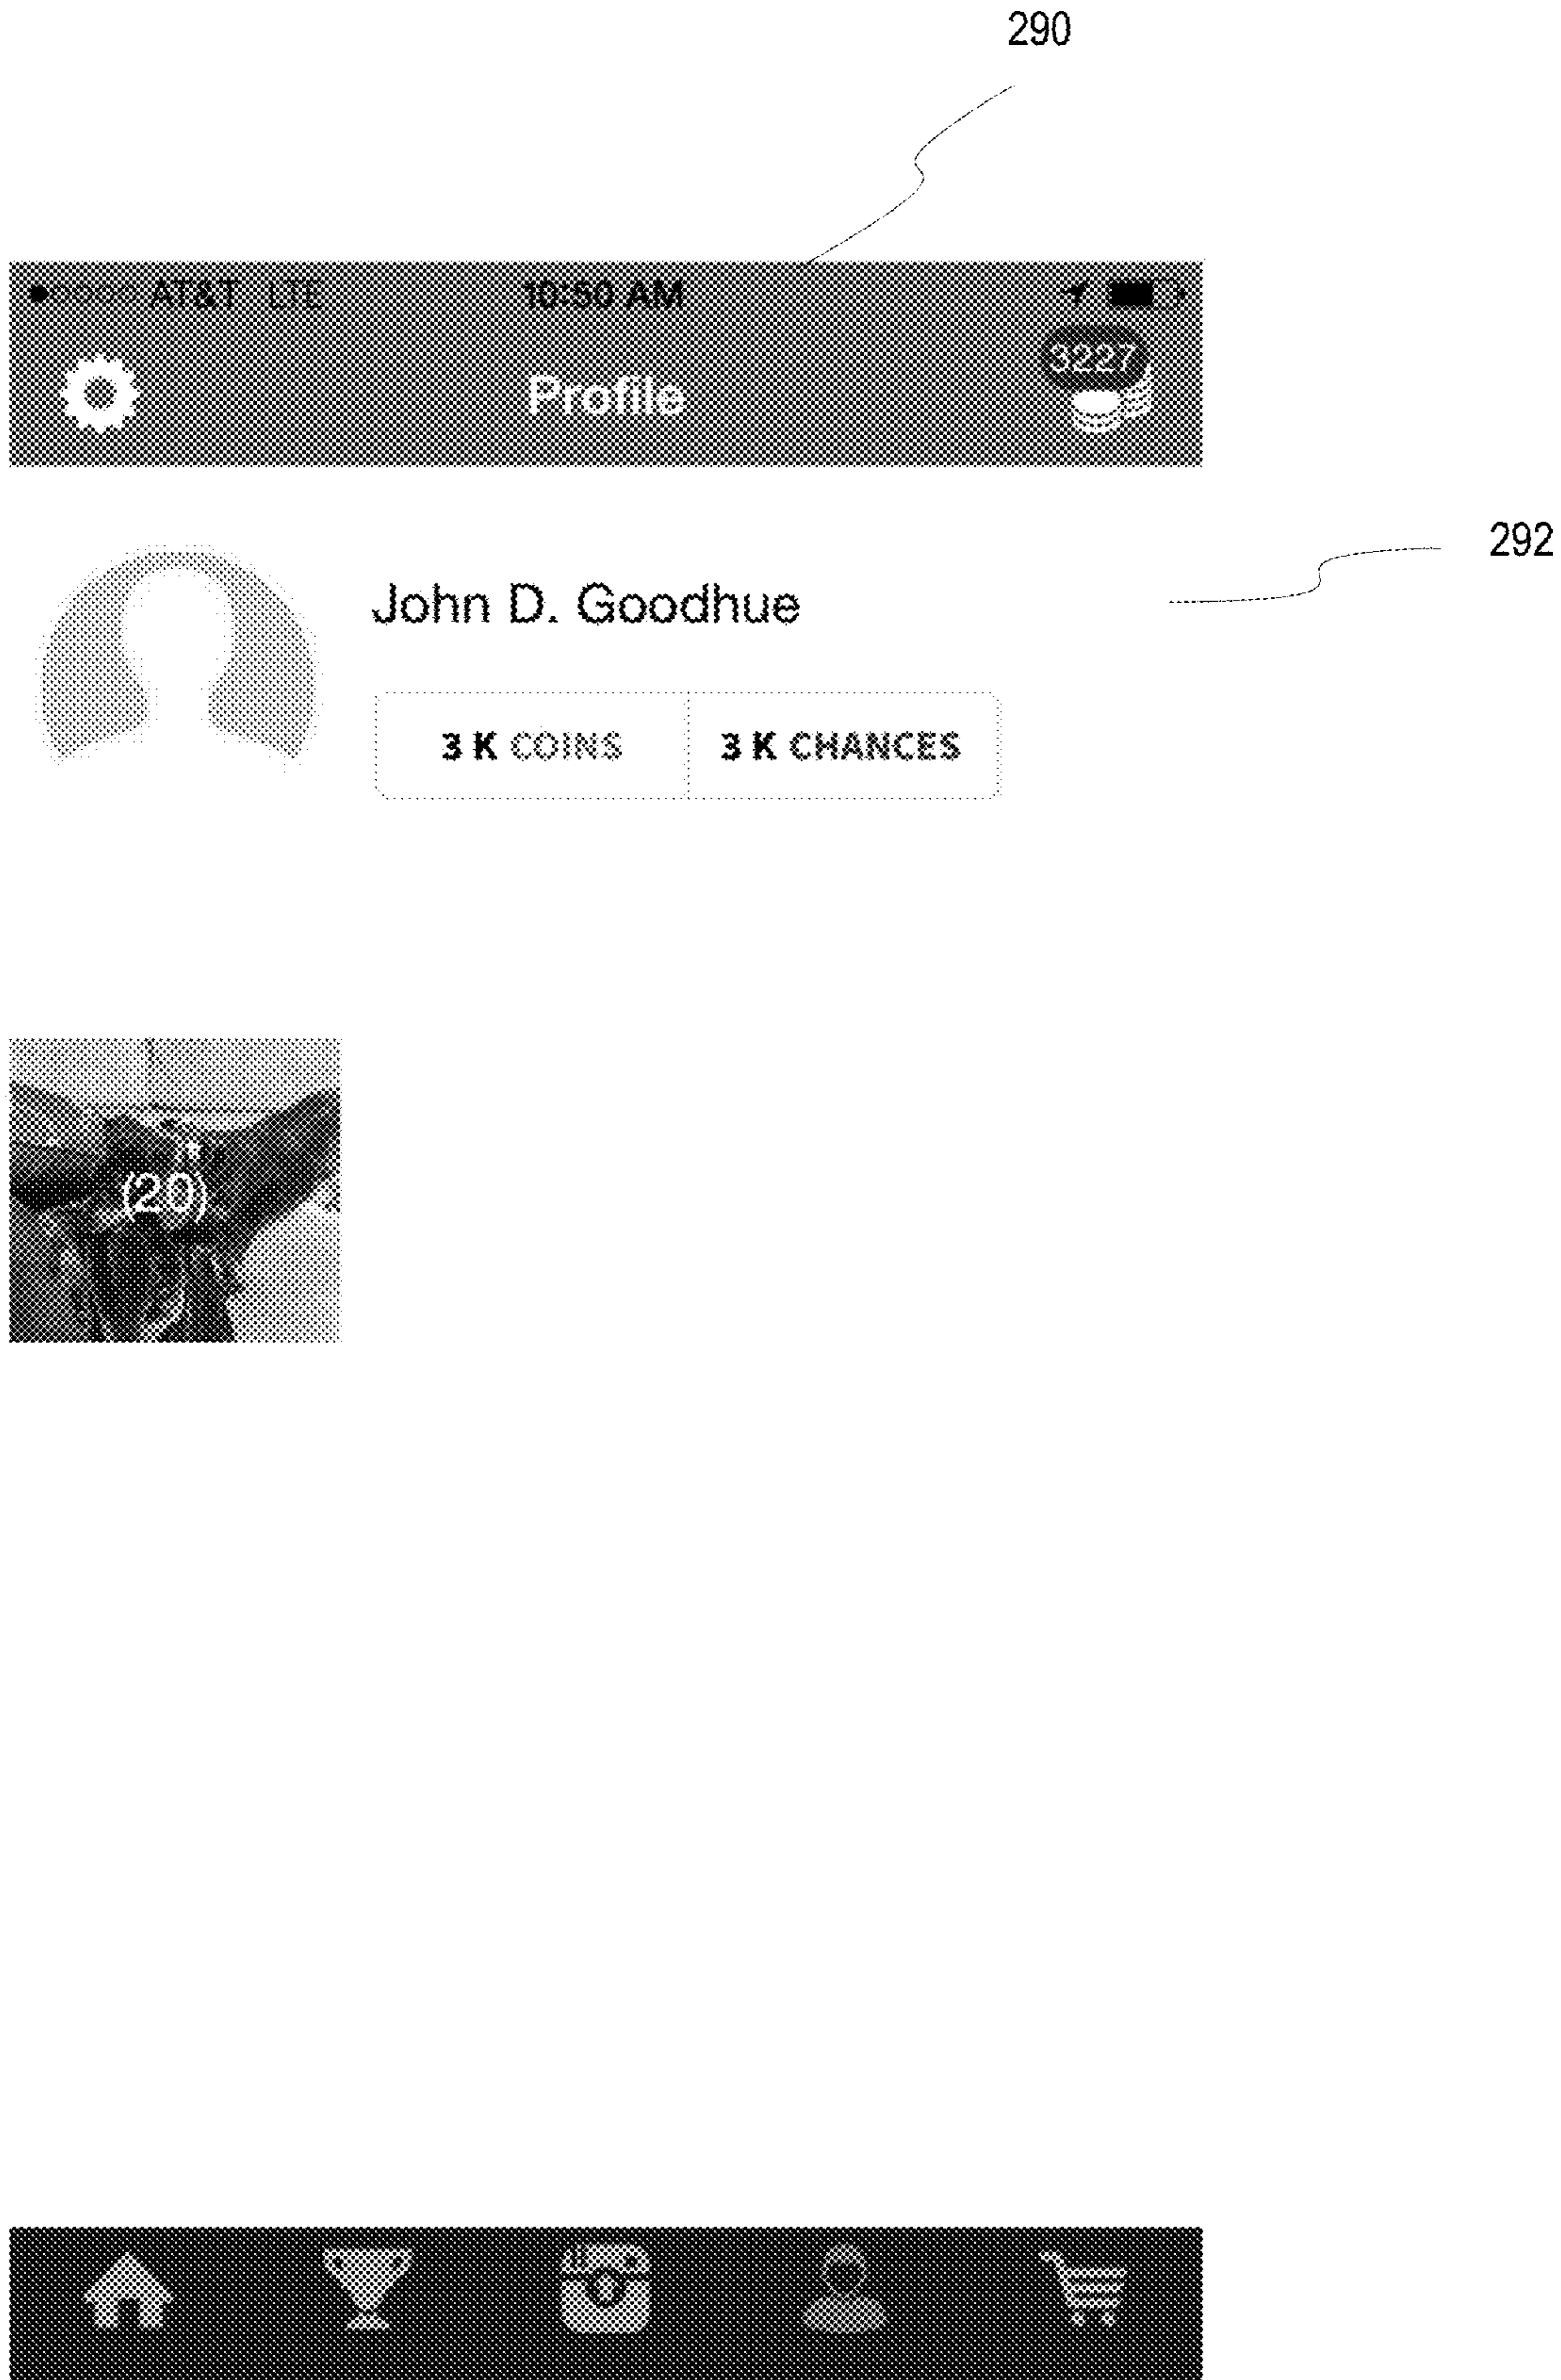 290
AT&T LTE 10:50 AM
3227
Profile
292
John D. Goodhue
3 K COINS 3 K CHANCES
(20)